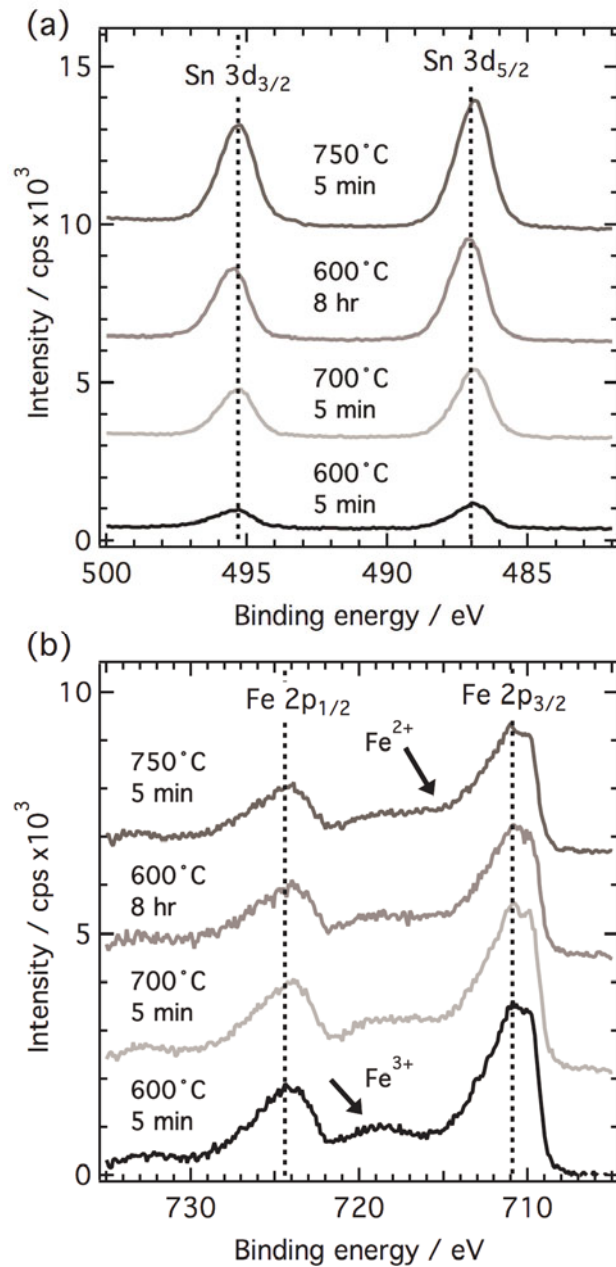 (a)
15
Sn 3d3/2
Sn 3d5/2
750˚C
5 min
10
600˚C
8 hr
Intensity / cps x10³
700˚C
5 min
5
600˚C
5 min
0
500 495 490 485
Binding energy / eV
(b)
10
Fe 2p1/2
Fe 2p3/2
Fe²⁺
750˚C
5 min
600˚C
8 hr
Intensity / cps x10³
5
700˚C
5 min
Fe³⁺
600˚C
5 min
0
730 720 710
Binding energy / eV